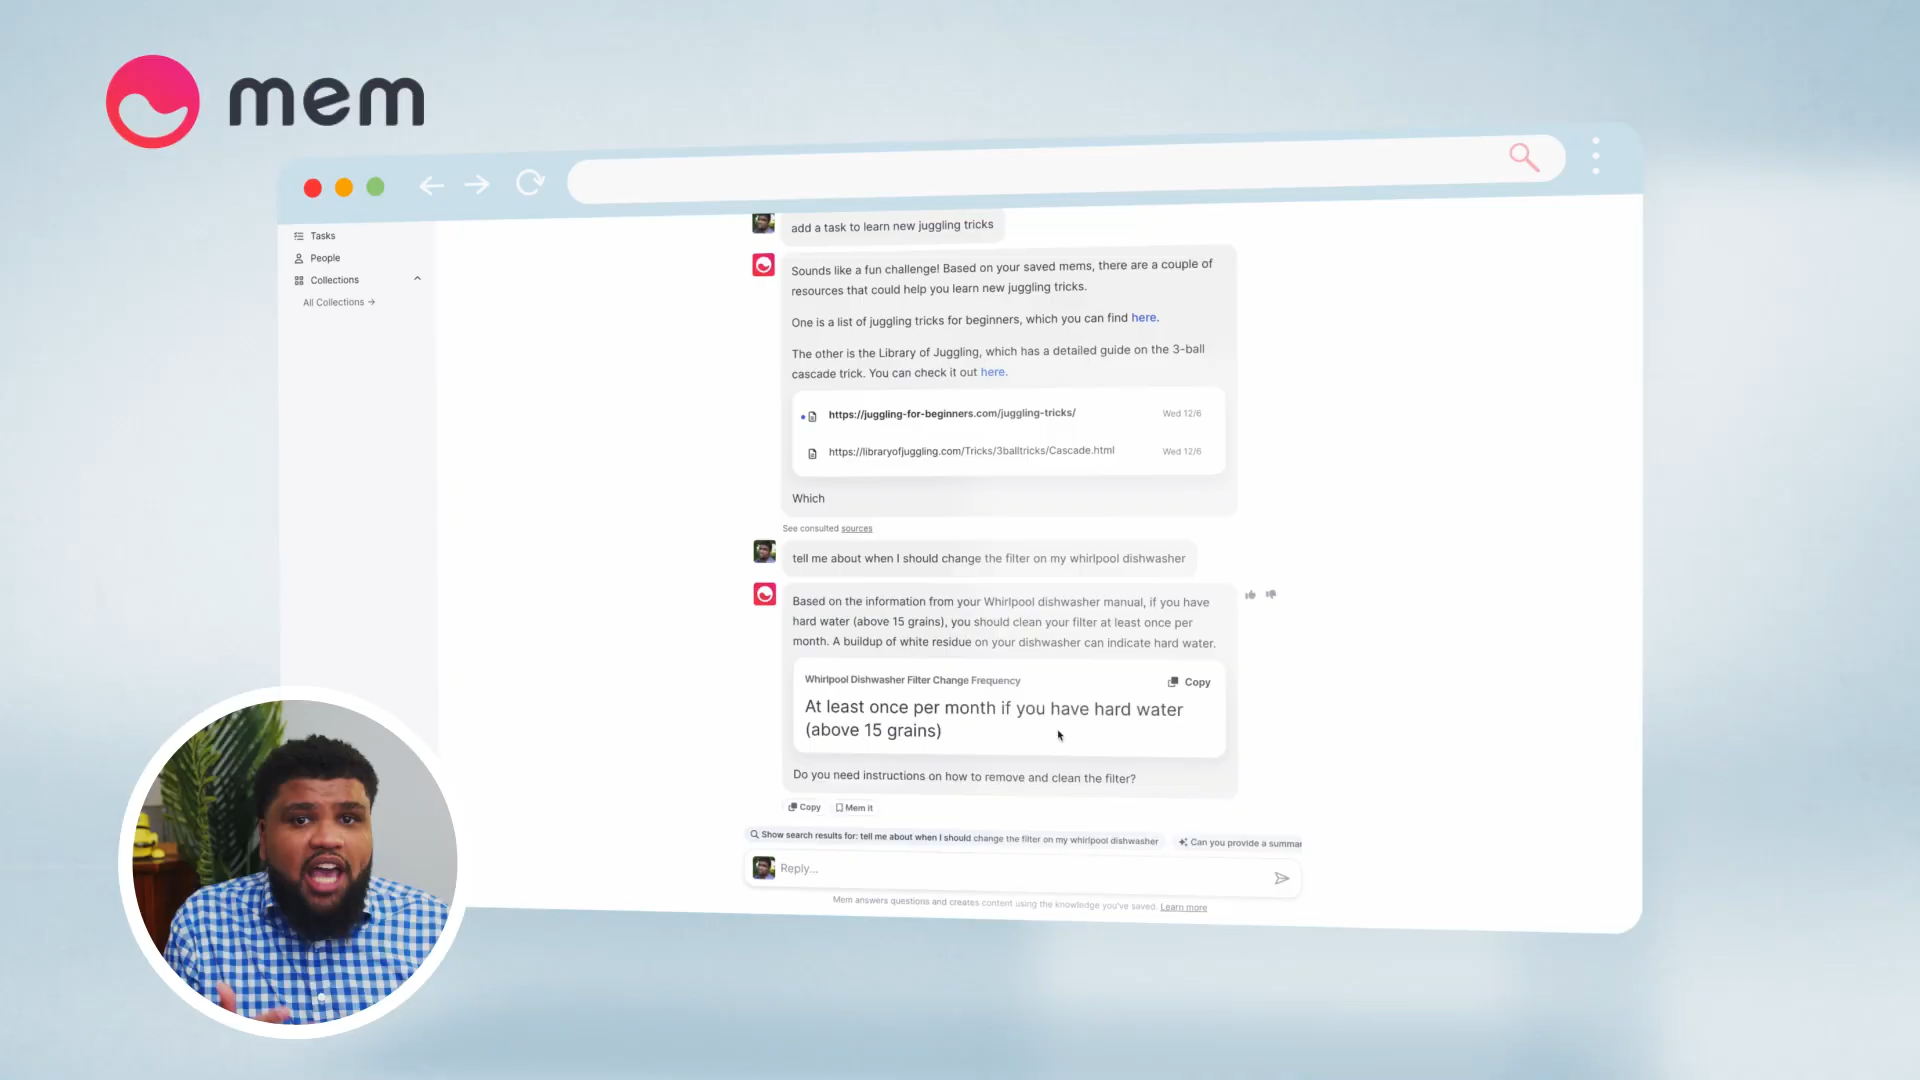 mem
Tasks
People
Collections
All Collections →
add a task to learn new juggling tricks
Sounds like a fun challenge! Based on your saved mems, there are a couple of
resources that could help you learn new juggling tricks.
One is a list of juggling tricks for beginners, which you can find here.
The other is the Library of Juggling, which has a detailed guide on the 3-ball
cascade trick. You can check it out here.
https://juggling-for-beginners.com/juggling-tricks/ Wed 12/6
https://libraryofjuggling.com/Tricks/3balltricks/Cascade.html Wed 12/6
Which
See consulted sources
tell me about when I should change the filter on my whirlpool dishwasher
Based on the information from your Whirlpool dishwasher manual, if you have
hard water (above 15 grains), you should clean your filter at least once per
month. A buildup of white residue on your dishwasher can indicate hard water.
Whirlpool Dishwasher Filter Change Frequency Copy
At least once per month if you have hard water
(above 15 grains)
Do you need instructions on how to remove and clean the filter?
Copy Mem it
Show search results for: tell me about when I should change the filter on my whirlpool dishwasher Can you provide a summar
Reply...
Mem answers questions and creates content using the knowledge you've saved. Learn more